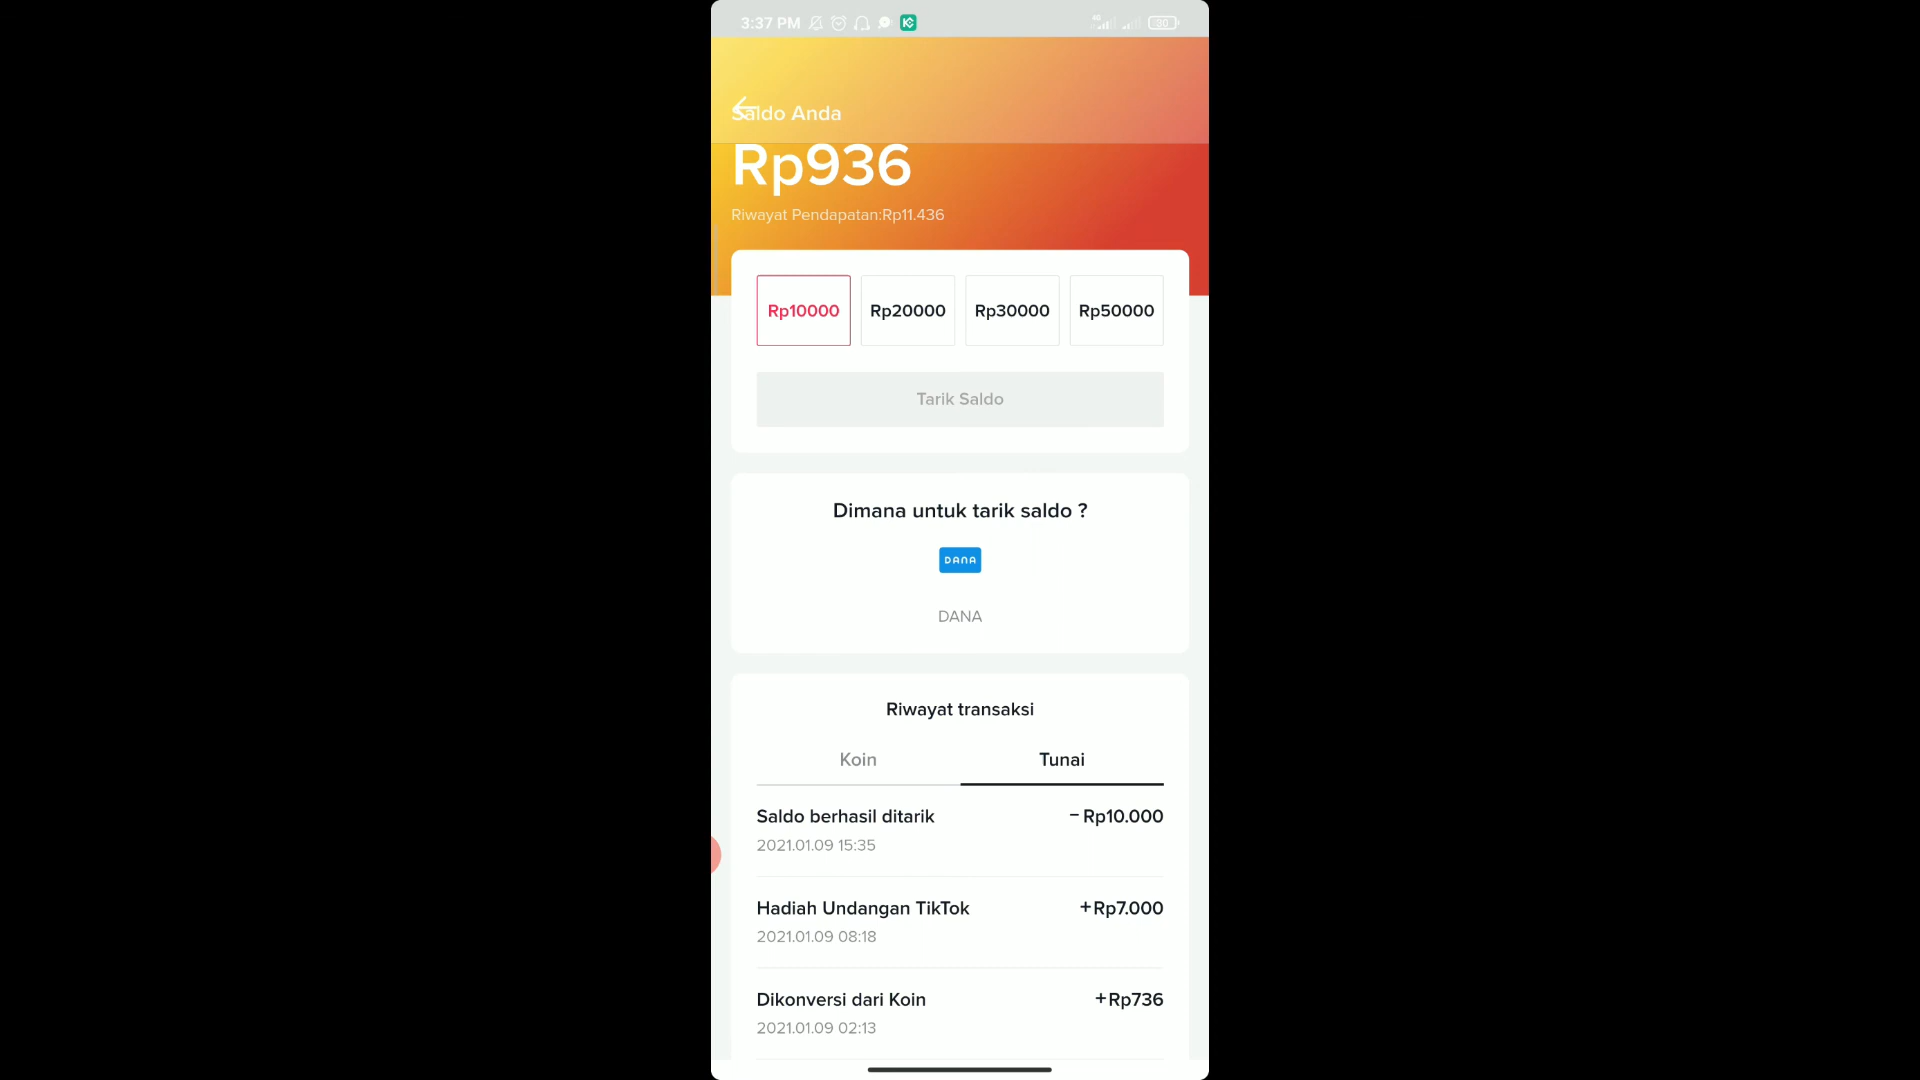 3:37 PM
30
Saldo Anda
Rp936
Riwayat Pendapatan:Rp11.436
Rp10000 Rp20000 Rp30000 Rp50000
Tarik Saldo
Dimana untuk tarik saldo ?
DANA
DANA
Riwayat transaksi
Koin Tunai
Saldo berhasil ditarik – Rp10.000
2021.01.09 15:35
Hadiah Undangan TikTok +Rp7.000
2021.01.09 08:18
Dikonversi dari Koin +Rp736
2021.01.09 02:13